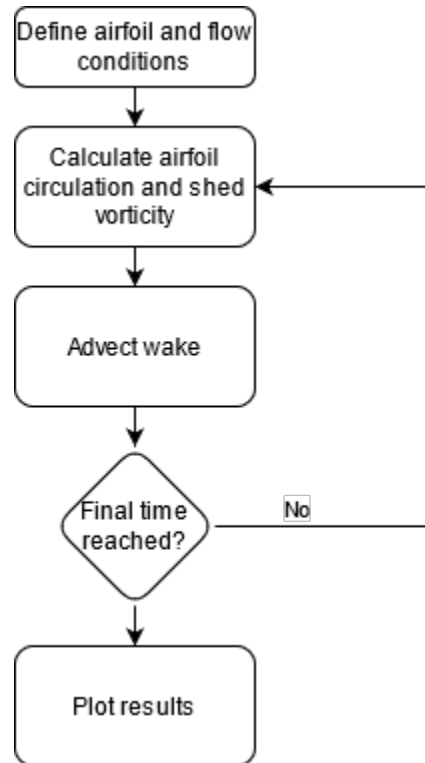 Define airfoil and flow
conditions
Calculate airfoil
circulation and shed
vorticity
Advect wake
Final time
reached?
No
Plot results